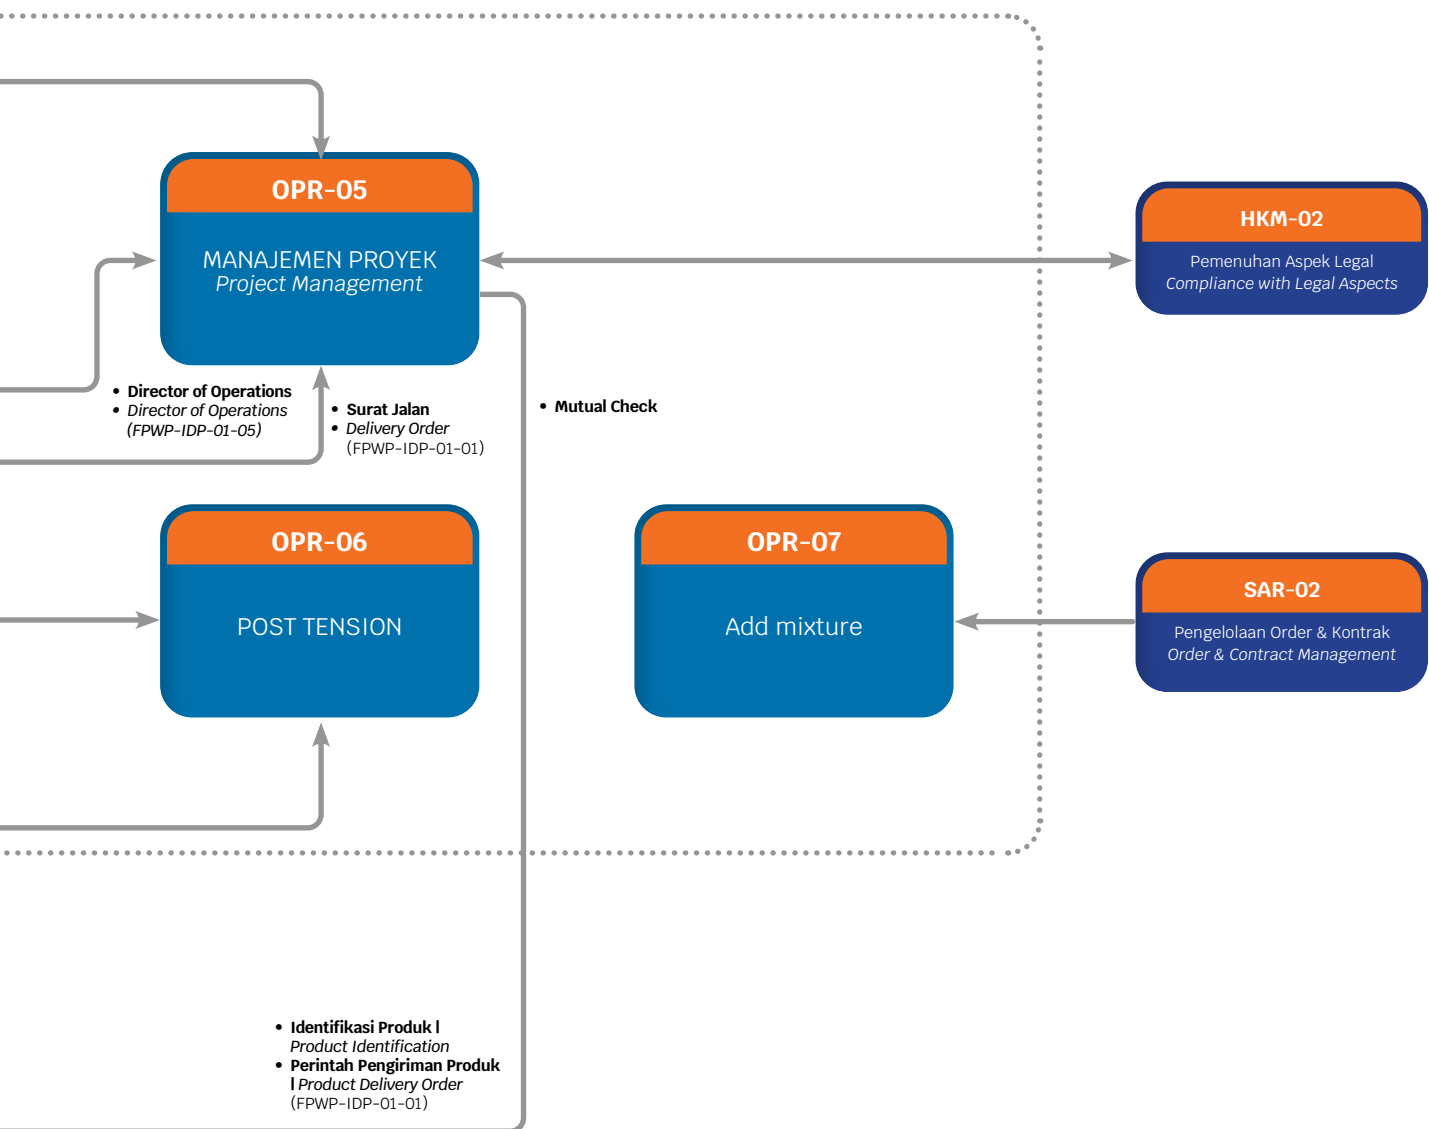 OPR-05
MANAJEMEN PROYEK
Project Management
HKM-02
Pemenuhan Aspek Legal
Compliance with Legal Aspects
• Director of Operations
• Director of Operations
(FPWP-IDP-01-05)
• Surat Jalan
• Delivery Order
(FPWP-IDP-01-01)
• Mutual Check
OPR-06
POST TENSION
OPR-07
Add mixture
SAR-02
Pengelolaan Order & Kontrak
Order & Contract Management
• Identifikasi Produk |
Product Identification
• Perintah Pengiriman Produk
| Product Delivery Order
(FPWP-IDP-01-01)